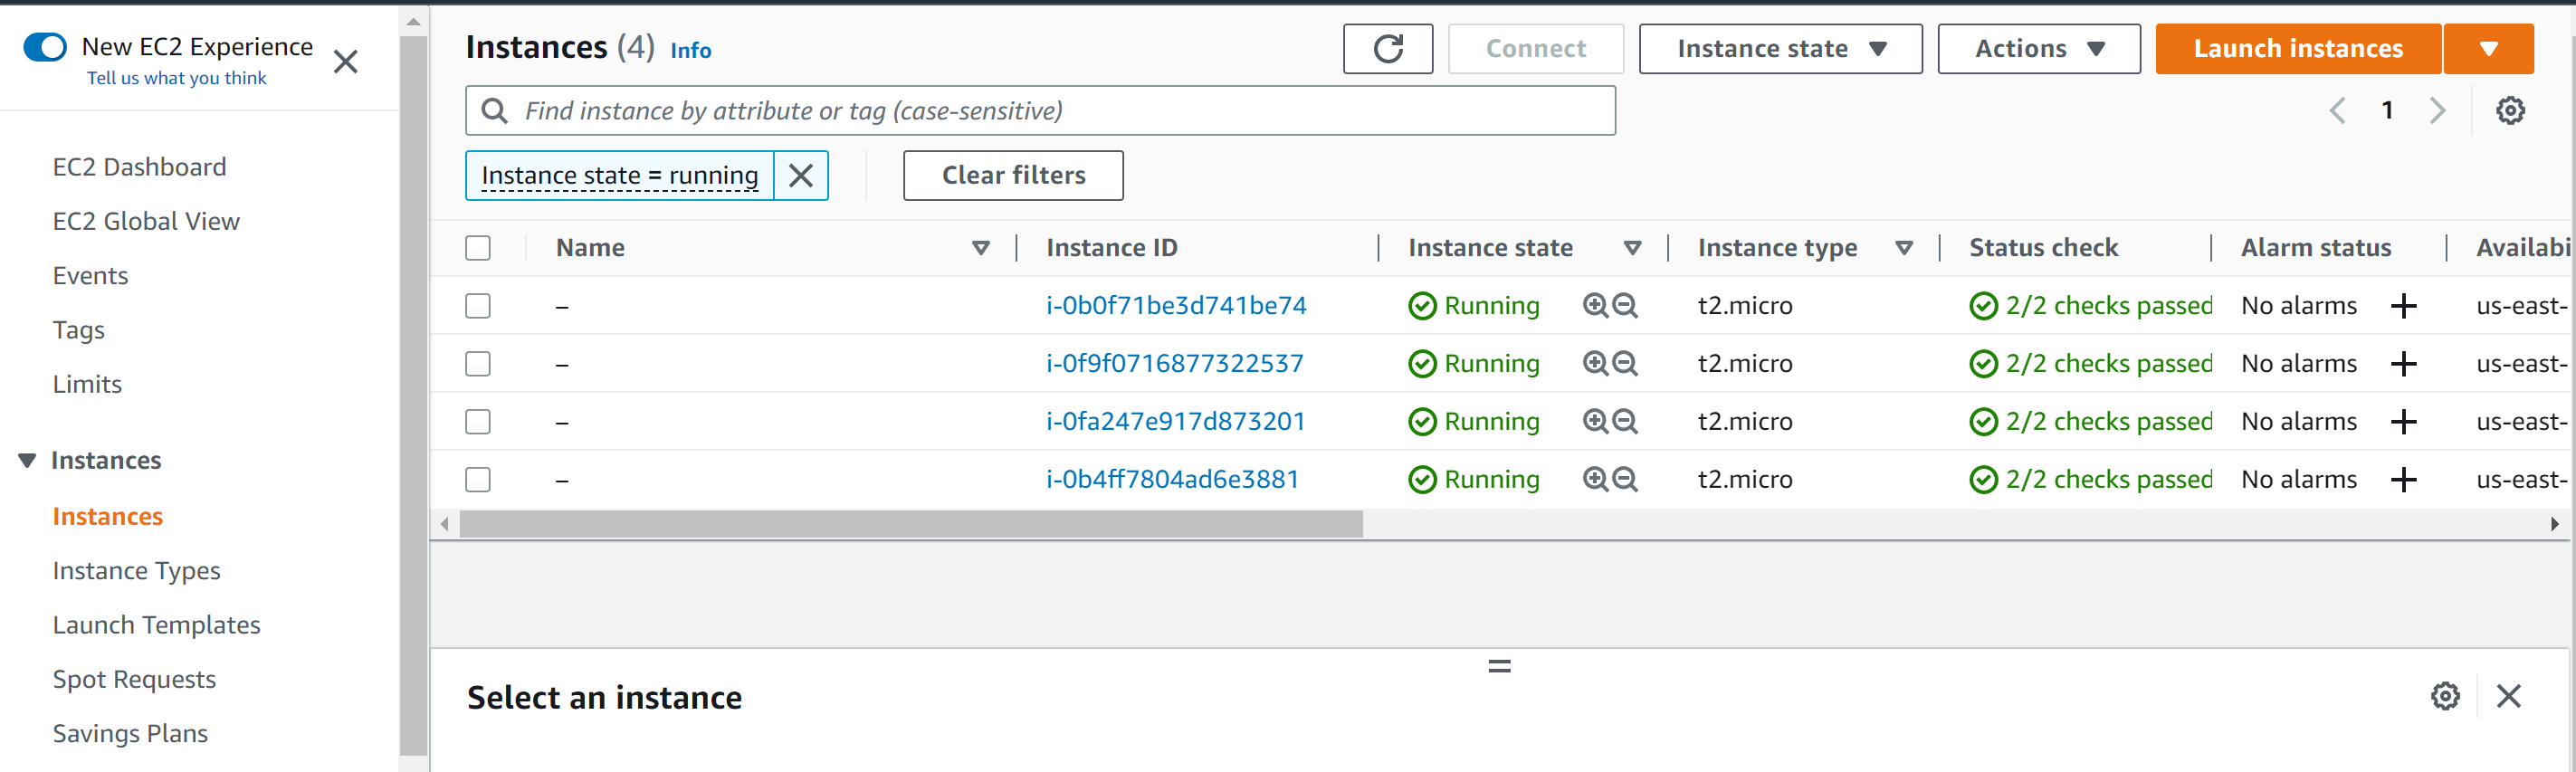 New EC2 Experience
Tell us what you think
EC2 Dashboard
EC2 Global View
Events
Tags
Limits
Instances
Instances
Instance Types
Launch Templates
Spot Requests
Savings Plans
Instances (4) Info
Connect
Instance state
Actions
Launch instances
Find instance by attribute or tag (case-sensitive)
1
Instance state = running
Clear filters
Name Instance ID Instance state Instance type Status check Alarm status Availabi
– i-0b0f71be3d741be74 Running t2.micro 2/2 checks passed No alarms + us-east-
– i-0f9f0716877322537 Running t2.micro 2/2 checks passed No alarms + us-east-
– i-0fa247e917d873201 Running t2.micro 2/2 checks passed No alarms + us-east-
– i-0b4ff7804ad6e3881 Running t2.micro 2/2 checks passed No alarms + us-east-
Select an instance